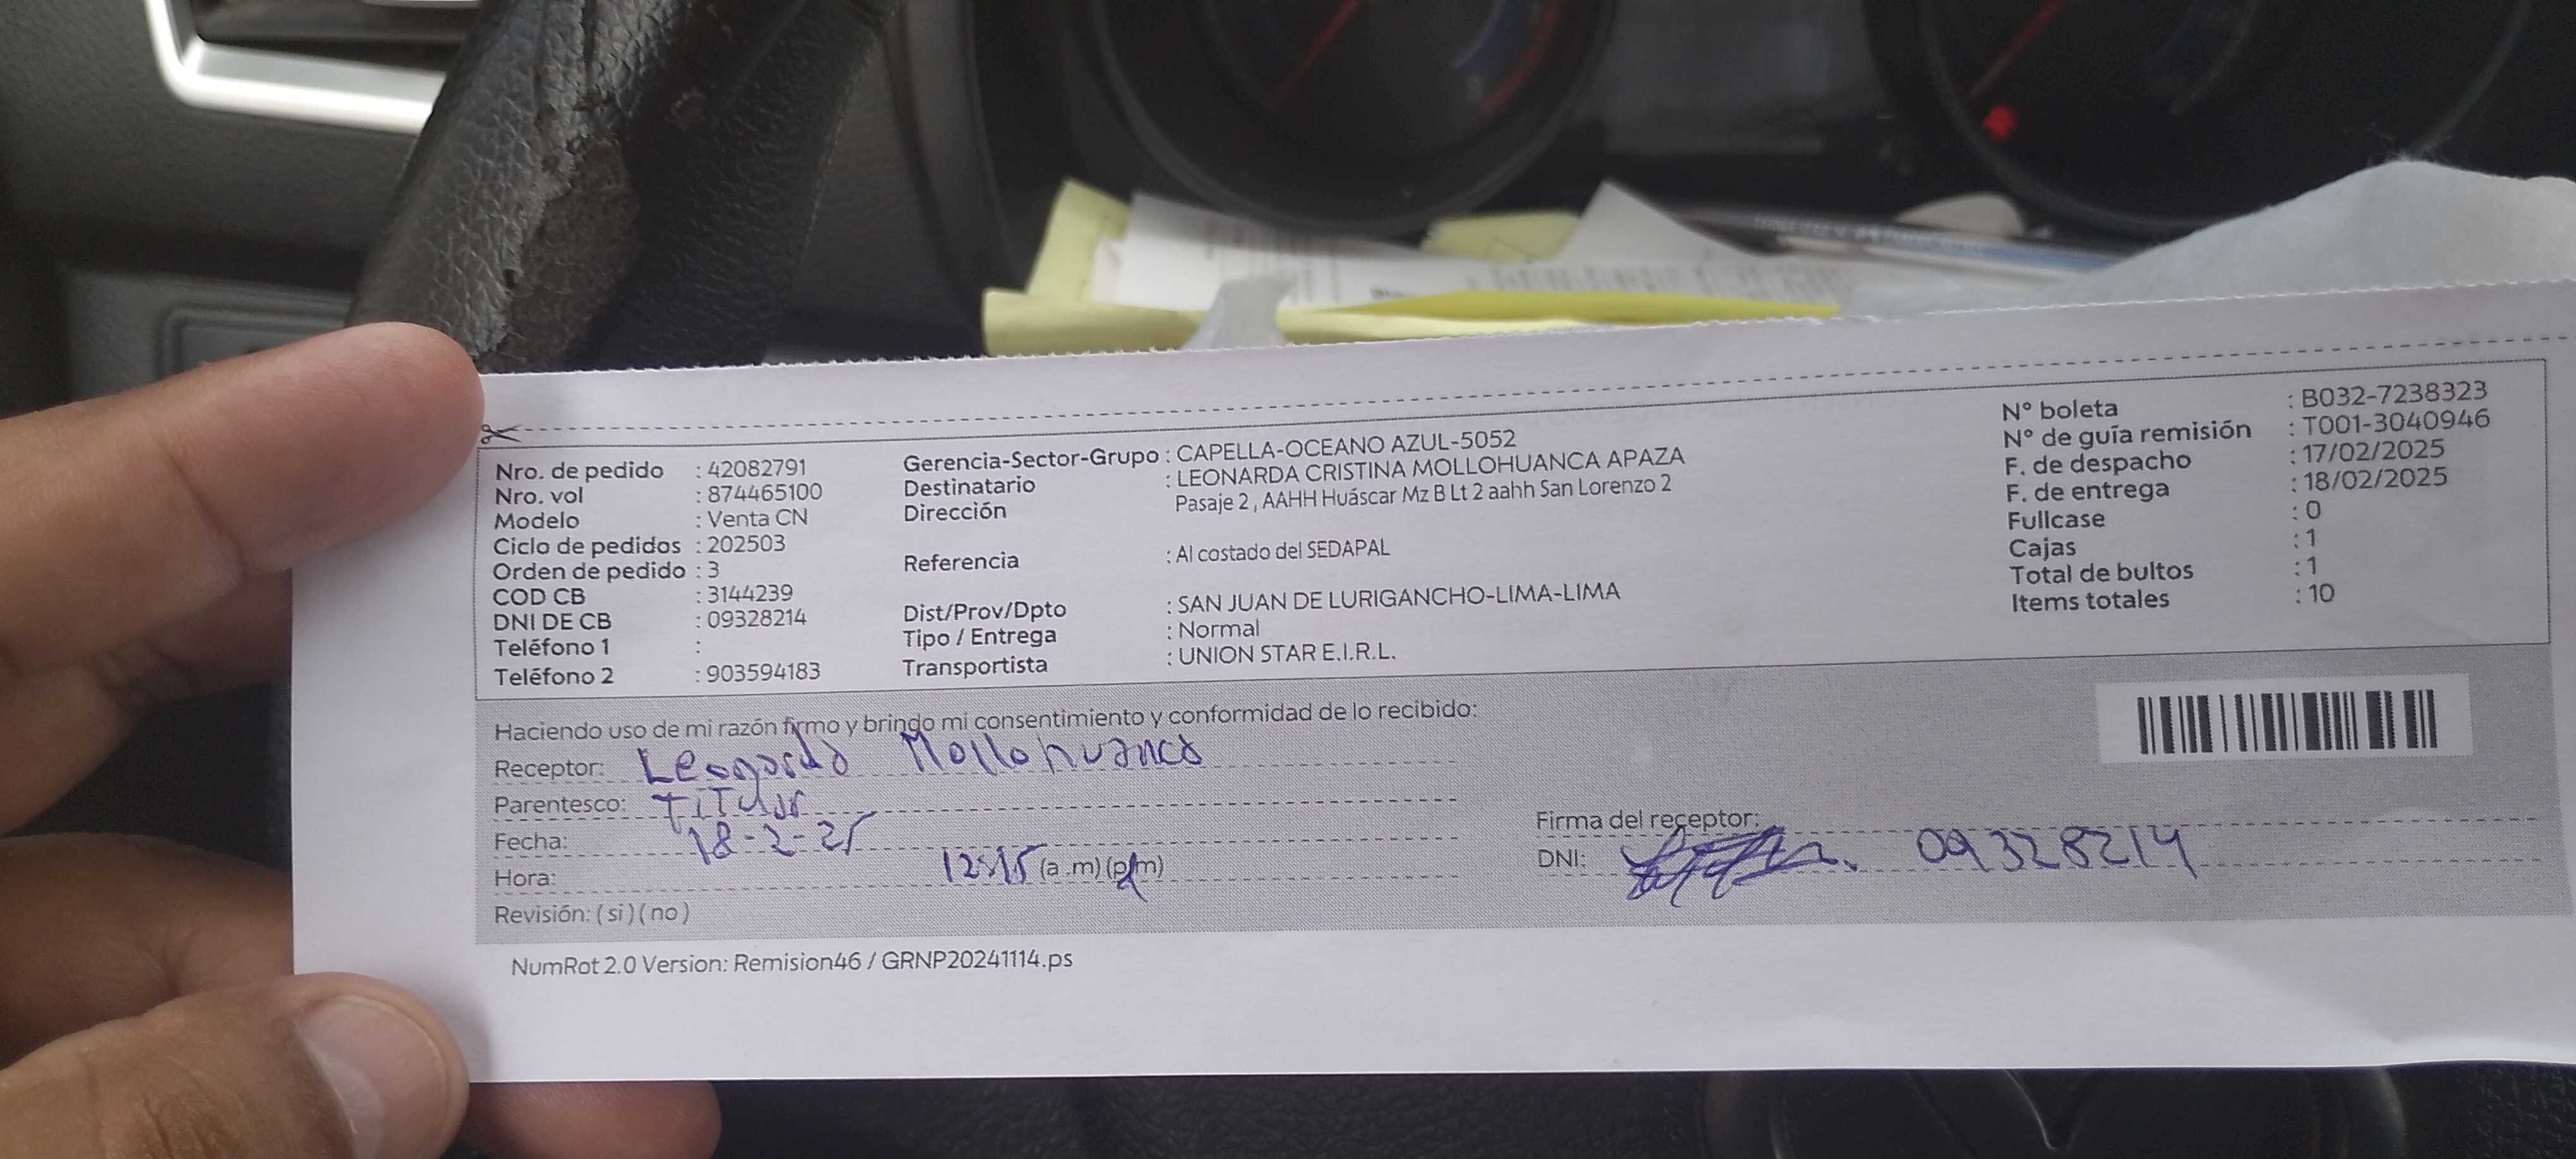 Nro. de pedido : 42082791
Nro. vol : 874465100
Modelo : Venta CN
Ciclo de pedidos : 202503
Orden de pedido : 3
COD CB : 3144239
DNI DE CB : 09328214
Teléfono 1 :
Teléfono 2 : 903594183
Gerencia-Sector-Grupo : CAPELLA-OCEANO AZUL-5052
Destinatario : LEONARDA CRISTINA MOLLOHUANCA APAZA
Dirección Pasaje 2 , AAHH Huáscar Mz B Lt 2 aahh San Lorenzo 2
Referencia : Al costado del SEDAPAL
Dist/Prov/Dpto : SAN JUAN DE LURIGANCHO-LIMA-LIMA
Tipo / Entrega : Normal
Transportista : UNION STAR E.I.R.L.
N° boleta : B032-7238323
N° de guía remisión : T001-3040946
F. de despacho : 17/02/2025
F. de entrega : 18/02/2025
Fullcase : 0
Cajas : 1
Total de bultos : 1
Items totales : 10
Haciendo uso de mi razón firmo y brindo mi consentimiento y conformidad de lo recibido:
Receptor: Leonarda Mollohuanca
Parentesco: Titular
Fecha: 18-2-25
Hora: 12:15 (a .m) (p.m)
Revisión: ( si ) ( no )
Firma del receptor:
DNI: 09328214
NumRot 2.0 Version: Remision46 / GRNP20241114.ps